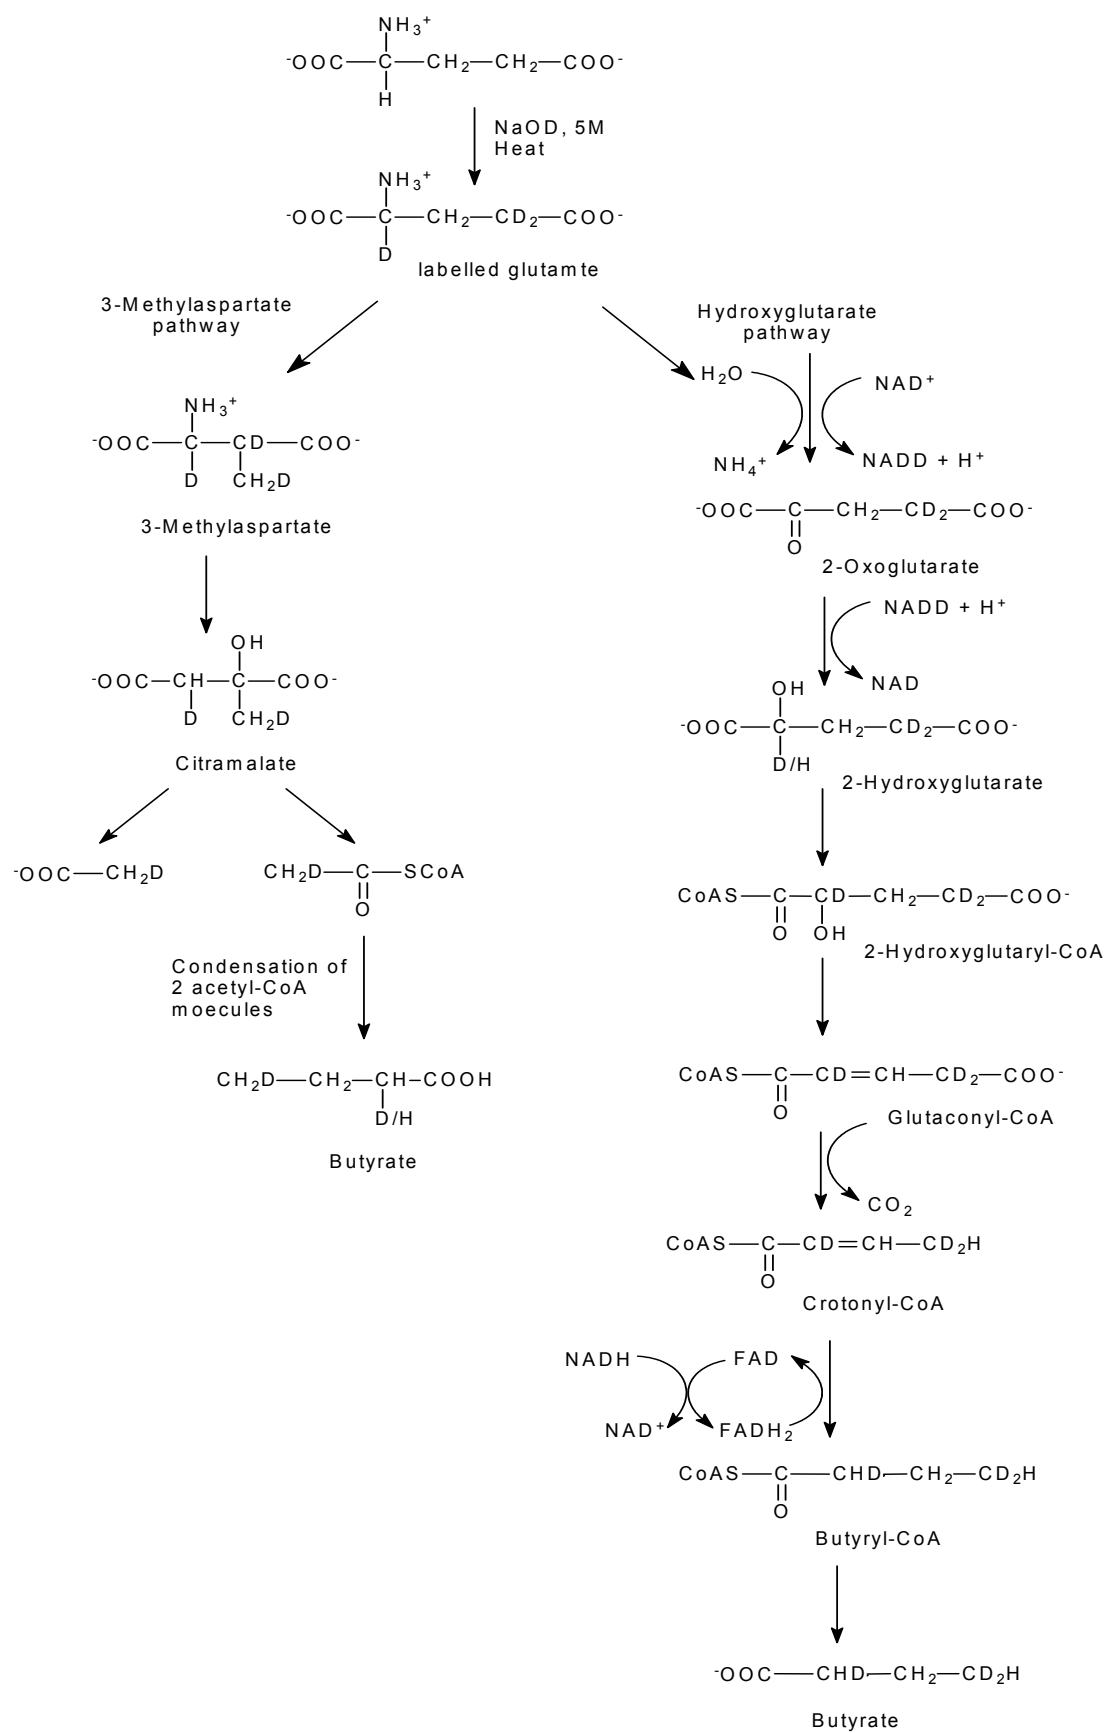 NH₃⁺
⁻OOC—C—CH₂—CH₂—COO⁻
H
NaOD, 5M
Heat
NH₃⁺
⁻OOC—C—CH₂—CD₂—COO⁻
D
labelled glutamte
3-Methylaspartate
pathway
NH₃⁺
⁻OOC—C—CD—COO⁻
D CH₂D
3-Methylaspartate
OH
⁻OOC—CH—C—COO⁻
D CH₂D
Citramalate
⁻OOC—CH₂D
CH₂D—C—SCoA
O
Condensation of
2 acetyl-CoA
moecules
CH₂D—CH₂—CH–COOH
D/H
Butyrate
Hydroxyglutarate
pathway
H₂O
NAD⁺
NH₄⁺
NADD + H⁺
⁻OOC—C—CH₂—CD₂—COO⁻
O
2-Oxoglutarate
NADD + H⁺
NAD
OH
⁻OOC—C—CH₂—CD₂—COO⁻
D/H
2-Hydroxyglutarate
CoAS—C—CD—CH₂—CD₂—COO⁻
O OH
2-Hydroxyglutaryl-CoA
CoAS—C—CD=CH—CD₂—COO⁻
O
Glutaconyl-CoA
CO₂
CoAS—C—CD=CH—CD₂H
O
Crotonyl-CoA
NADH
FAD
NAD⁺
FADH₂
CoAS—C—CHD—CH₂—CD₂H
O
Butyryl-CoA
⁻OOC—CHD—CH₂—CD₂H
Butyrate